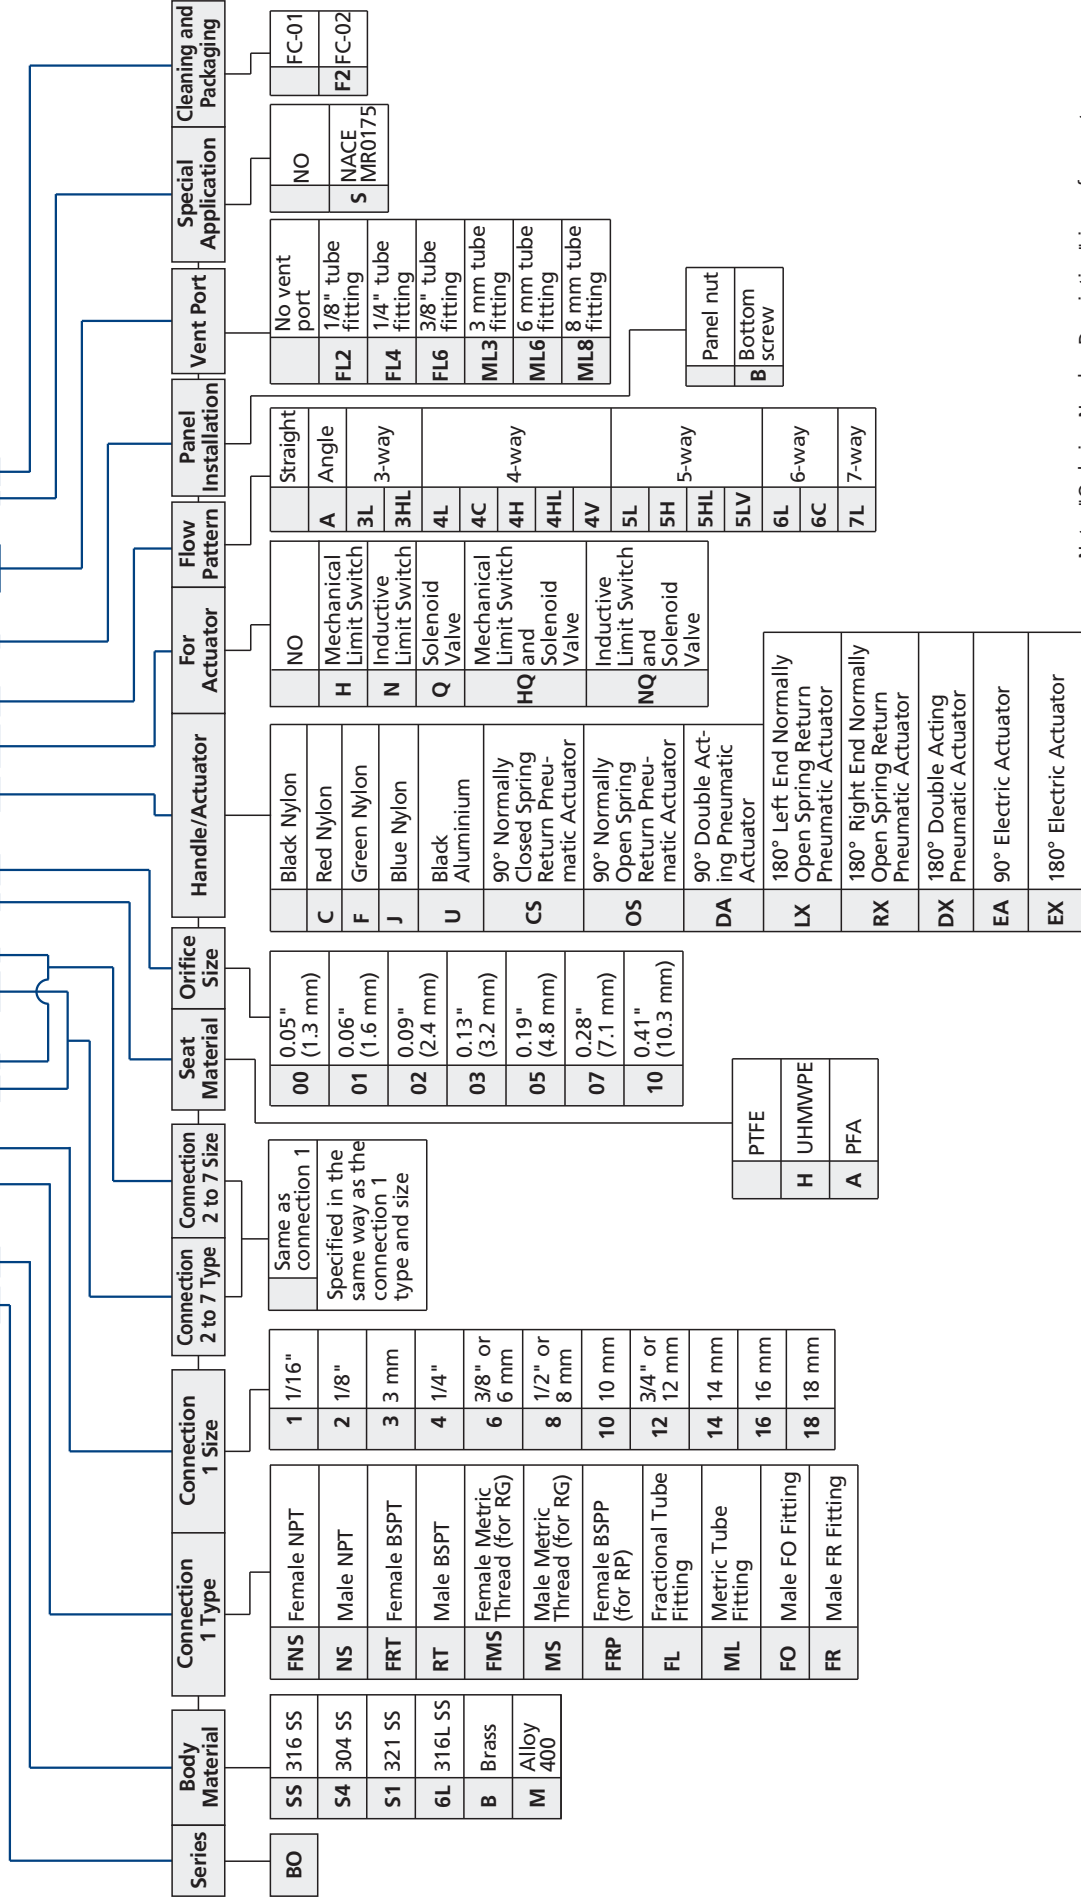 Series
BO
Body
Material
SS 316 SS
S4 304 SS
S1 321 SS
6L 316L SS
B Brass
M Alloy
400
Connection
1 Type
FNS Female NPT
NS Male NPT
FRT Female BSPT
RT Male BSPT
FMS Female Metric
Thread (for RG)
MS Male Metric
Thread (for RG)
FRP Female BSPP
(for RP)
FL Fractional Tube
Fitting
ML Metric Tube
Fitting
FO Male FO Fitting
FR Male FR Fitting
Connection
1 Size
1 1/16"
2 1/8"
3 3 mm
4 1/4"
6 3/8" or
6 mm
8 1/2" or
8 mm
10 10 mm
12 3/4" or
12 mm
14 14 mm
16 16 mm
18 18 mm
Connection
2 to 7 Type
Connection
2 to 7 Size
Same as
connection 1
Specified in the
same way as the
connection 1
type and size
Seat
Material
PTFE
H UHMWPE
A PFA
Orifice
Size
00 0.05"
(1.3 mm)
01 0.06"
(1.6 mm)
02 0.09"
(2.4 mm)
03 0.13"
(3.2 mm)
05 0.19"
(4.8 mm)
07 0.28"
(7.1 mm)
10 0.41"
(10.3 mm)
Handle/Actuator
Black Nylon
C Red Nylon
F Green Nylon
J Blue Nylon
U Black
Aluminium
CS 90° Normally
Closed Spring
Return Pneu-
matic Actuator
OS 90° Normally
Open Spring
Return Pneu-
matic Actuator
DA 90° Double Act-
ing Pneumatic
Actuator
LX 180° Left End Normally
Open Spring Return
Pneumatic Actuator
RX 180° Right End Normally
Open Spring Return
Pneumatic Actuator
DX 180° Double Acting
Pneumatic Actuator
EA 90° Electric Actuator
EX 180° Electric Actuator
For
Actuator
NO
H Mechanical
Limit Switch
N Inductive
Limit Switch
Q Solenoid
Valve
HQ Mechanical
Limit Switch
and
Solenoid
Valve
NQ Inductive
Limit Switch
and
Solenoid
Valve
Flow
Pattern
Straight
A Angle
3L
3HL
3-way
4L
4C
4H
4HL
4V
4-way
5L
5H
5HL
5LV
5-way
6L
6C
6-way
7L 7-way
Panel
Installation
Panel nut
B Bottom
screw
Vent Port
No vent
port
FL2 1/8" tube
fitting
FL4 1/4" tube
fitting
FL6 3/8" tube
fitting
ML3 3 mm tube
fitting
ML6 6 mm tube
fitting
ML8 8 mm tube
fitting
Special
Application
NO
S NACE
MR0175
Cleaning and
Packaging
FC-01
F2 FC-02